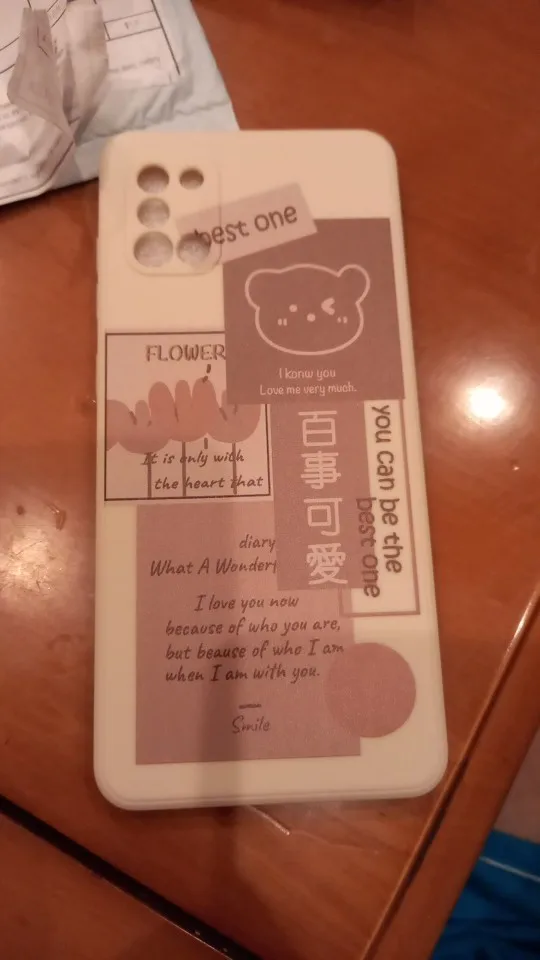 best one
I konw you
Love me very much.
FLOWER
It is only with
the heart that
百事可愛
you can be the
best one
diary
What A Wonderf
I love you now
because of who you are,
but beause of who I am
when I am with you.
Smile